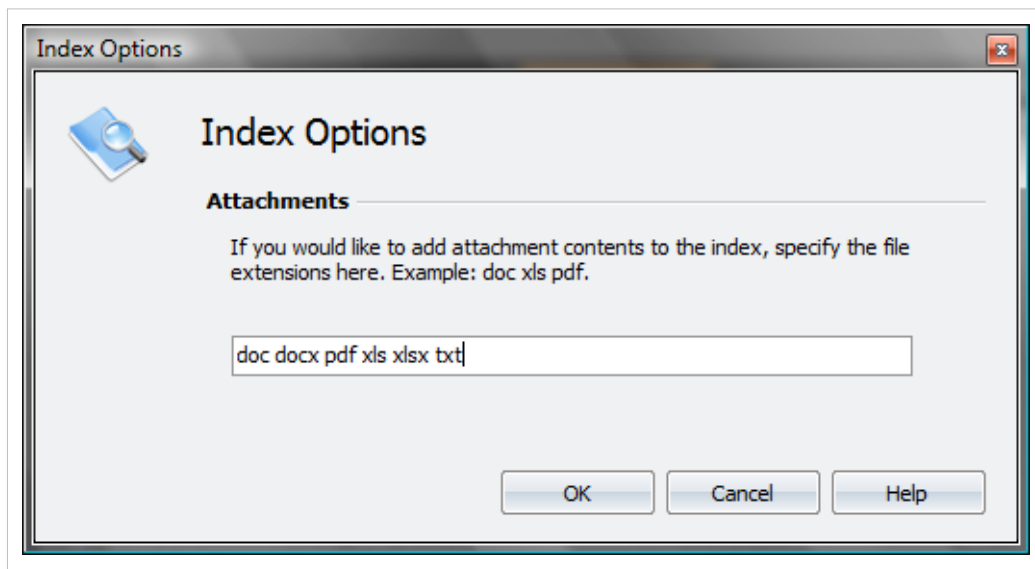 Index Options
Index Options
Attachments
If you would like to add attachment contents to the index, specify the file
extensions here. Example: doc xls pdf.
doc docx pdf xls xlsx txt
OK Cancel Help